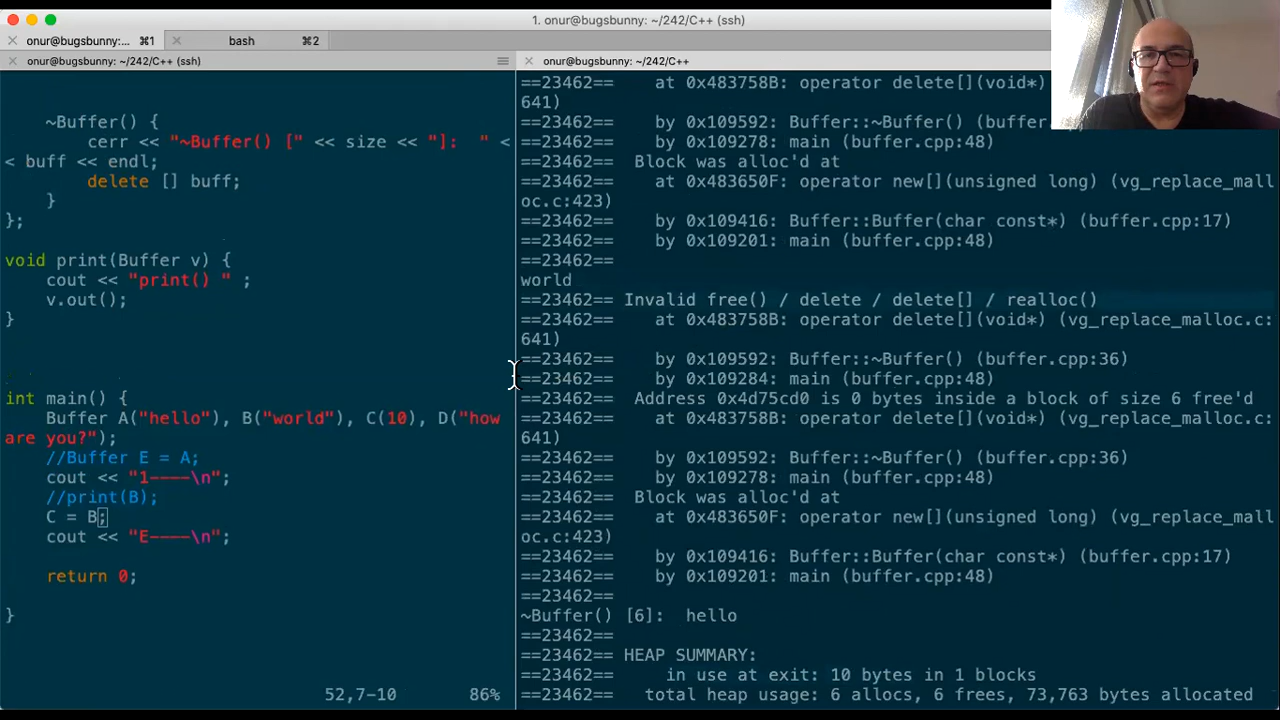 1. onur@bugsbunny: ~/242/C++ (ssh)
onur@bugsbunny:... ⌘1
bash ⌘2
onur@bugsbunny: ~/242/C++ (ssh)
~Buffer() {
cerr << "~Buffer() [" << size << "]:  " <
< buff << endl;
delete [] buff;
}
};
void print(Buffer v) {
cout << "print() " ;
v.out();
}
int main() {
Buffer A("hello"), B("world"), C(10), D("how
are you?");
//Buffer E = A;
cout << "1----\n";
//print(B);
C = B;
cout << "E----\n";
return 0;
}
52,7-10 86%
onur@bugsbunny: ~/242/C++
==23462==    at 0x483758B: operator delete[](void*)
641)
==23462==    by 0x109592: Buffer::~Buffer() (buffer
==23462==    by 0x109278: main (buffer.cpp:48)
==23462==  Block was alloc'd at
==23462==    at 0x483650F: operator new[](unsigned long) (vg_replace_mall
oc.c:423)
==23462==    by 0x109416: Buffer::Buffer(char const*) (buffer.cpp:17)
==23462==    by 0x109201: main (buffer.cpp:48)
==23462==
world
==23462== Invalid free() / delete / delete[] / realloc()
==23462==    at 0x483758B: operator delete[](void*) (vg_replace_malloc.c:
641)
==23462==    by 0x109592: Buffer::~Buffer() (buffer.cpp:36)
==23462==    by 0x109284: main (buffer.cpp:48)
==23462==  Address 0x4d75cd0 is 0 bytes inside a block of size 6 free'd
==23462==    at 0x483758B: operator delete[](void*) (vg_replace_malloc.c:
641)
==23462==    by 0x109592: Buffer::~Buffer() (buffer.cpp:36)
==23462==    by 0x109278: main (buffer.cpp:48)
==23462==  Block was alloc'd at
==23462==    at 0x483650F: operator new[](unsigned long) (vg_replace_mall
oc.c:423)
==23462==    by 0x109416: Buffer::Buffer(char const*) (buffer.cpp:17)
==23462==    by 0x109201: main (buffer.cpp:48)
==23462==
~Buffer() [6]:  hello
==23462==
==23462== HEAP SUMMARY:
==23462==     in use at exit: 10 bytes in 1 blocks
==23462==   total heap usage: 6 allocs, 6 frees, 73,763 bytes allocated